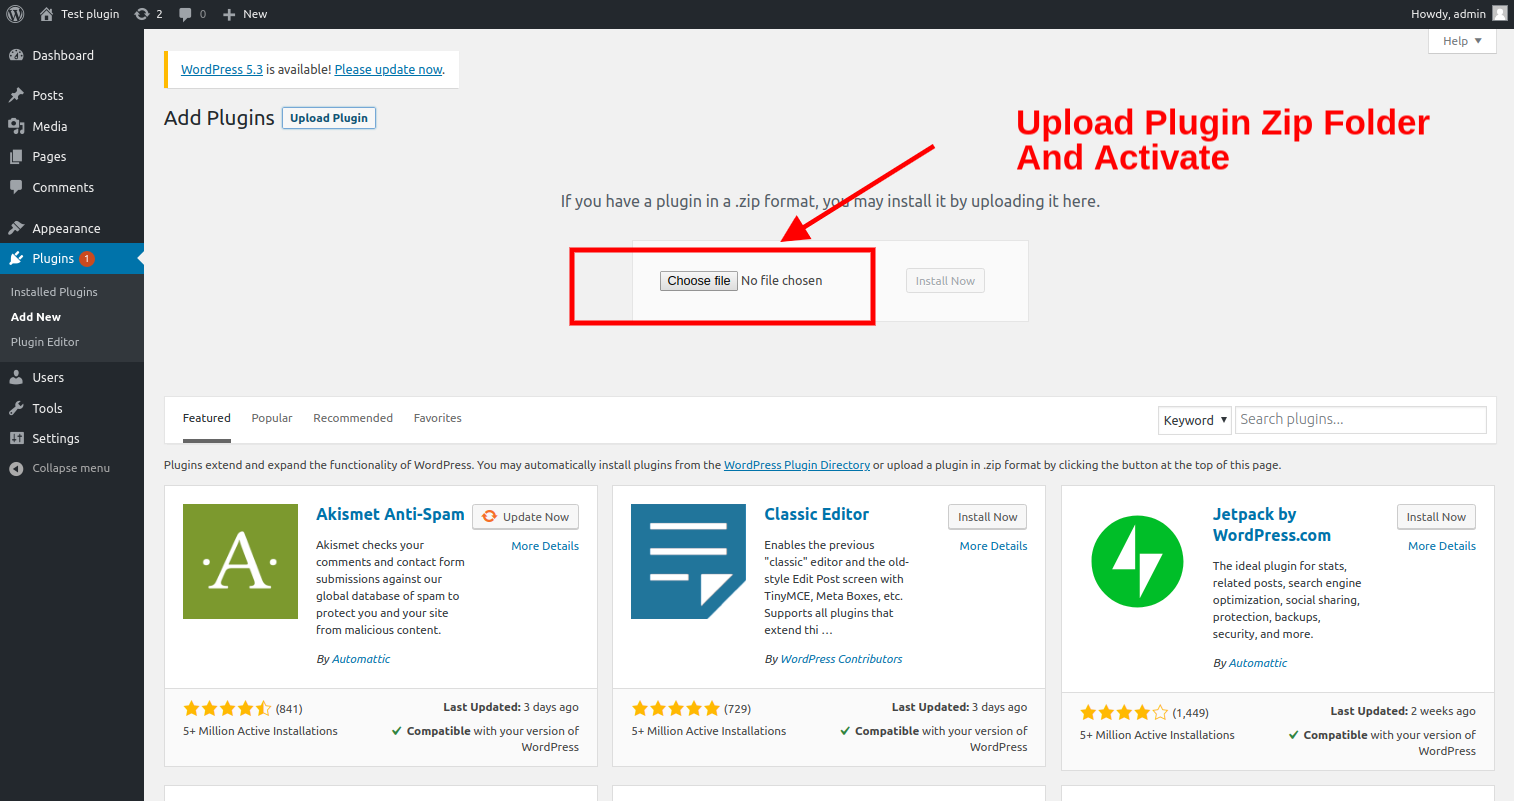 Test plugin 2 0 New Howdy, admin
Help ▼
Dashboard
Posts
Media
Pages
Comments
Appearance
Plugins 1
Installed Plugins
Add New
Plugin Editor
Users
Tools
Settings
Collapse menu
WordPress 5.3 is available! Please update now.
Add Plugins Upload Plugin
Upload Plugin Zip Folder
And Activate
If you have a plugin in a .zip format, you may install it by uploading it here.
Choose file No file chosen Install Now
Featured Popular Recommended Favorites Keyword ▼ Search plugins...
Plugins extend and expand the functionality of WordPress. You may automatically install plugins from the WordPress Plugin Directory or upload a plugin in .zip format by clicking the button at the top of this page.
A
Akismet Anti-Spam
Update Now
More Details
Akismet checks your
comments and contact form
submissions against our
global database of spam to
protect you and your site
from malicious content.
By Automattic
(841)
5+ Million Active Installations
Last Updated: 3 days ago
Compatible with your version of
WordPress
Classic Editor
Install Now
More Details
Enables the previous
"classic" editor and the old-
style Edit Post screen with
TinyMCE, Meta Boxes, etc.
Supports all plugins that
extend thi …
By WordPress Contributors
(729)
5+ Million Active Installations
Last Updated: 3 days ago
Compatible with your version of
WordPress
Jetpack by
WordPress.com
Install Now
More Details
The ideal plugin for stats,
related posts, search engine
optimization, social sharing,
protection, backups,
security, and more.
By Automattic
(1,449)
5+ Million Active Installations
Last Updated: 2 weeks ago
Compatible with your version of
WordPress